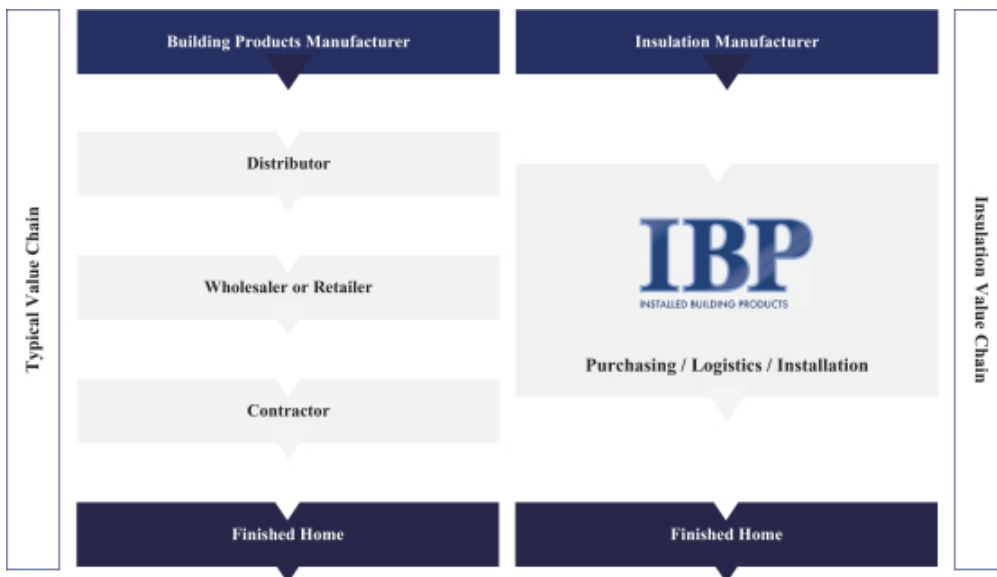 Typical Value Chain
Building Products Manufacturer
Distributor
Wholesaler or Retailer
Contractor
Finished Home
Insulation Manufacturer
IBP
INSTALLED BUILDING PRODUCTS
Purchasing / Logistics / Installation
Finished Home
Insulation Value Chain